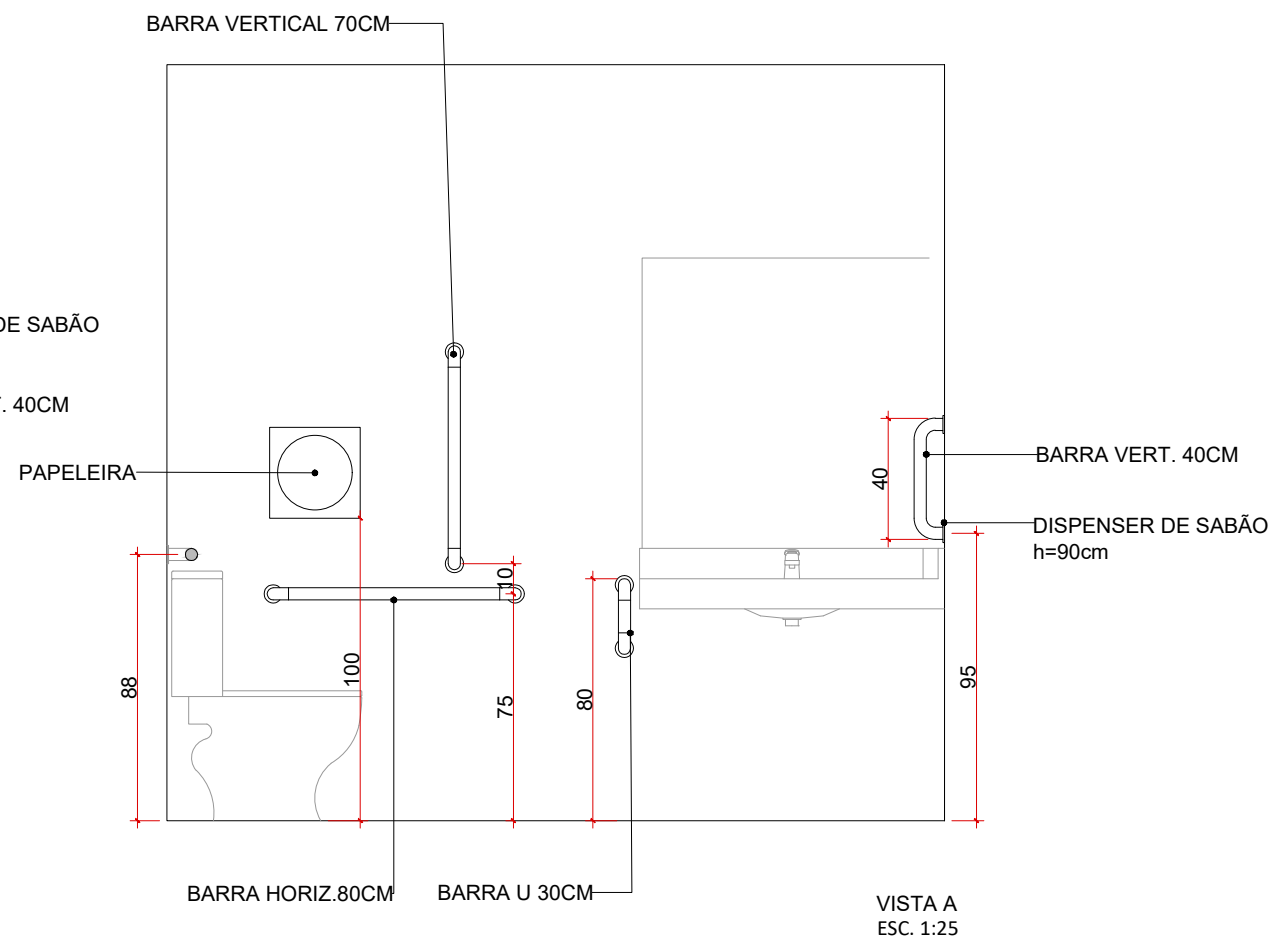 BARRA VERTICAL 70CM
DE SABÃO
. 40CM
PAPELEIRA
40
BARRA VERT. 40CM
DISPENSER DE SABÃO
h=90cm
10
88
100
75
80
95
BARRA HORIZ.80CM
BARRA U 30CM
VISTA A
ESC. 1:25